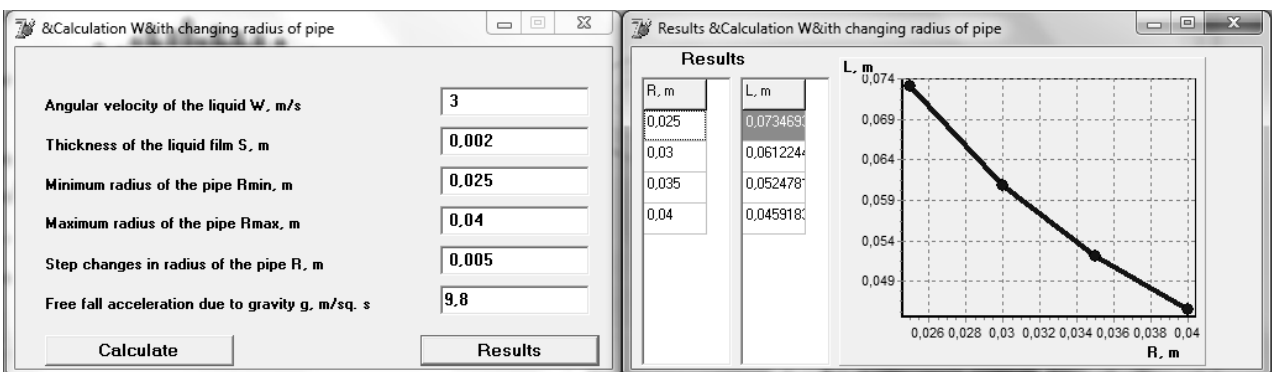 &Calculation W&ith changing radius of pipe
Angular velocity of the liquid W, m/s
3
Thickness of the liquid film S, m
0,002
Minimum radius of the pipe Rmin, m
0,025
Maximum radius of the pipe Rmax, m
0,04
Step changes in radius of the pipe R, m
0,005
Free fall acceleration due to gravity g, m/sq. s
9,8
Calculate
Results
Results &Calculation W&ith changing radius of pipe
Results
R, m
L, m
0,025
0,073469
0,03
0,061224
0,035
0,052478
0,04
0,045918
L, m
0,074
0,069
0,064
0,059
0,054
0,049
0,026 0,028 0,03 0,032 0,034 0,036 0,038 0,04
R, m